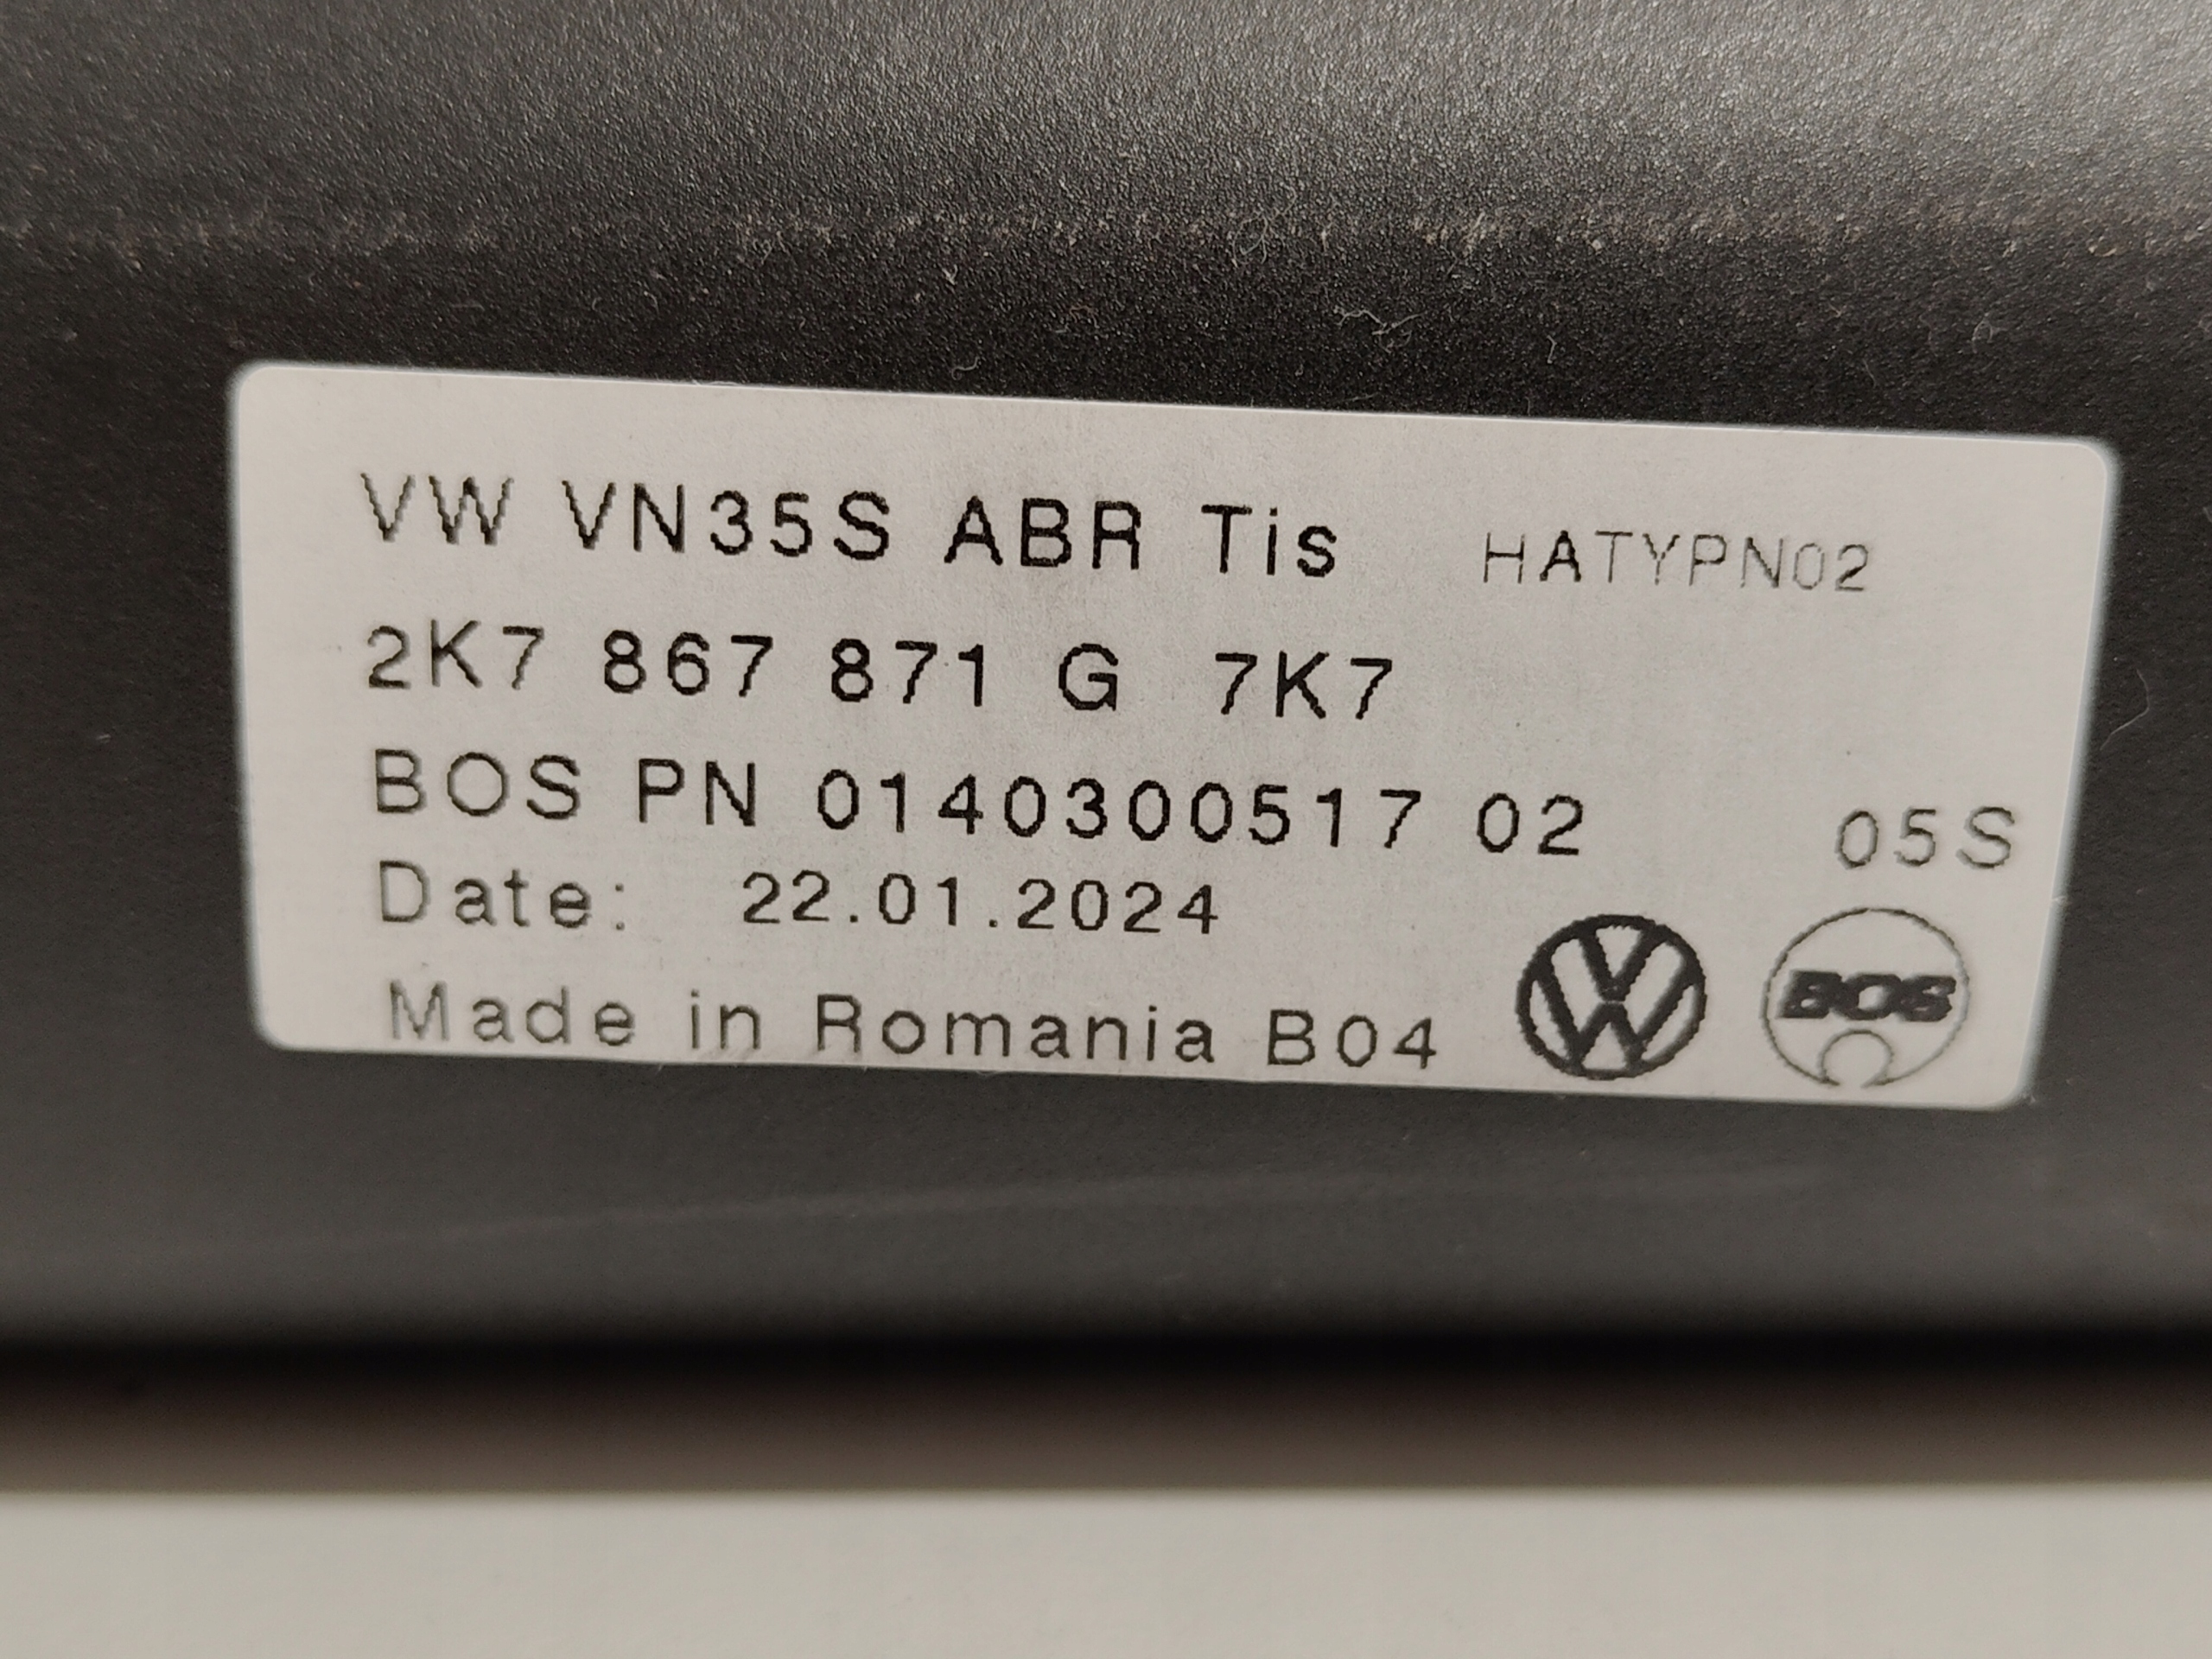 VW VN35S ABR Tis HATYPN02
2K7 867 871 G 7K7
BOS PN 0140300517 02 05S
Date: 22.01.2024
Made in Romania B04
VW BOS